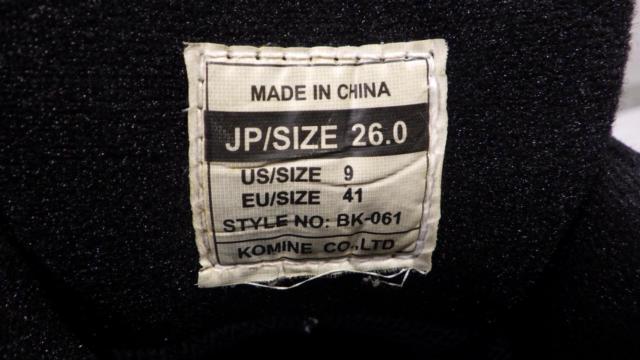 MADE IN CHINA
JP/SIZE 26.0
US/SIZE 9
EU/SIZE 41
STYLE NO: BK-061
KOMINE CO.,LTD